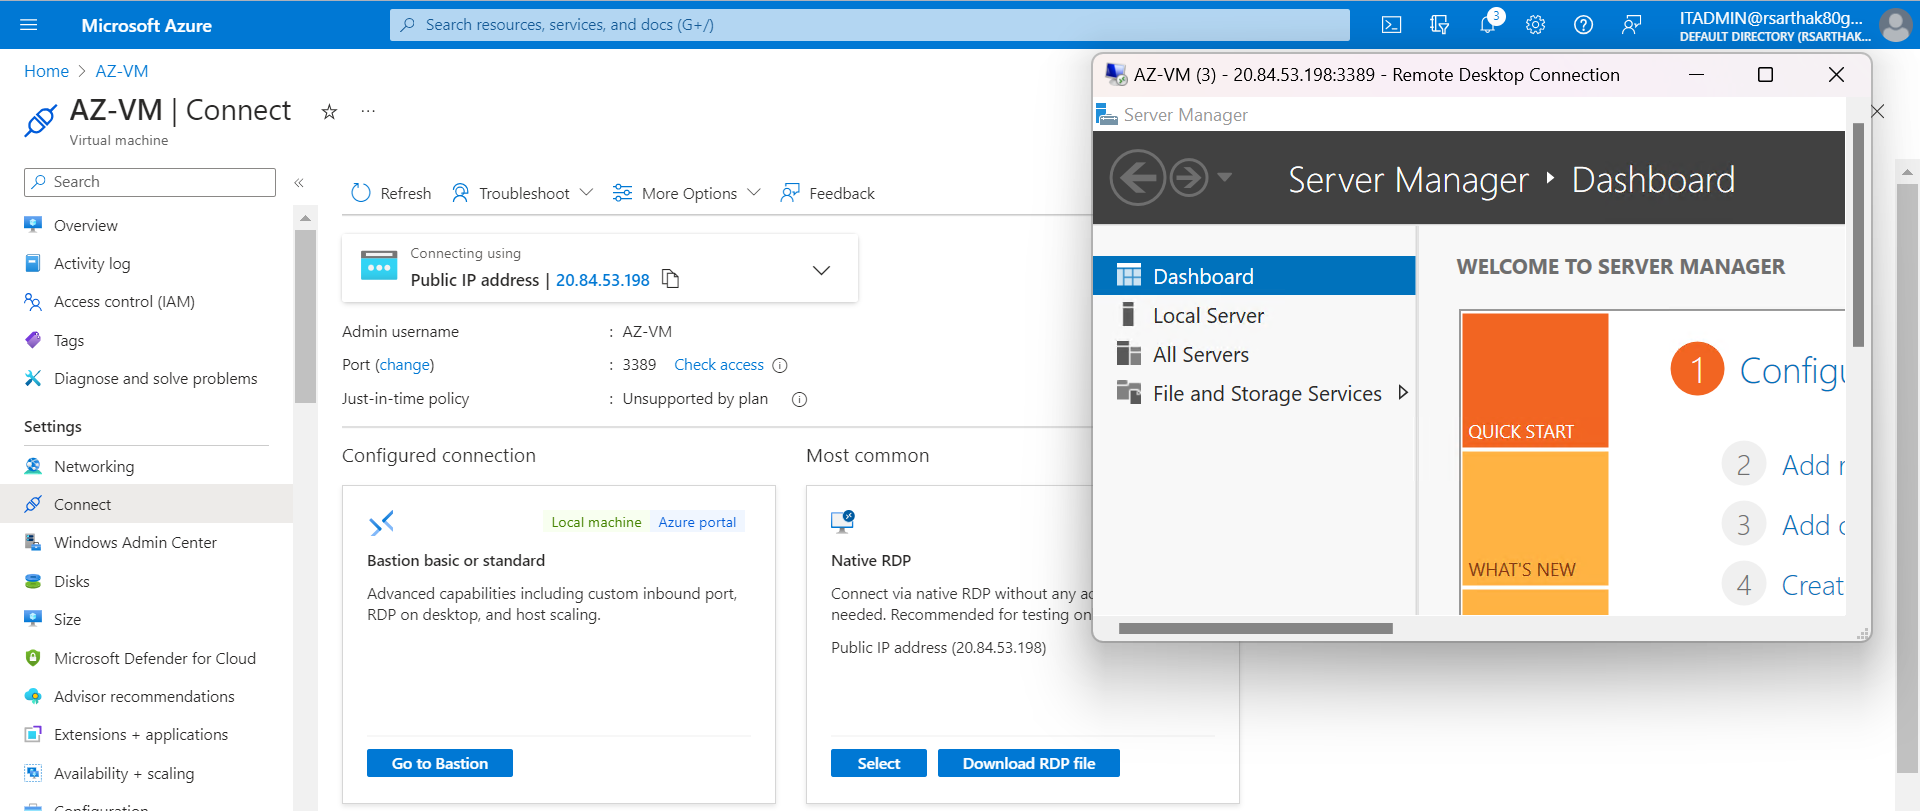 Microsoft Azure
Search resources, services, and docs (G+/)
3
ITADMIN@rsarthak80g...
DEFAULT DIRECTORY (RSARTHAK...
Home > AZ-VM
AZ-VM | Connect
Virtual machine
Search
Overview
Activity log
Access control (IAM)
Tags
Diagnose and solve problems
Settings
Networking
Connect
Windows Admin Center
Disks
Size
Microsoft Defender for Cloud
Advisor recommendations
Extensions + applications
Availability + scaling
Configuration
Refresh
Troubleshoot
More Options
Feedback
Connecting using
Public IP address | 20.84.53.198
Admin username : AZ-VM
Port (change) : 3389 Check access
Just-in-time policy : Unsupported by plan
Configured connection
Local machine Azure portal
Bastion basic or standard
Advanced capabilities including custom inbound port,
RDP on desktop, and host scaling.
Go to Bastion
Most common
Native RDP
Connect via native RDP without any
needed. Recommended for testing
Public IP address (20.84.53.198)
Select
Download RDP file
AZ-VM (3) - 20.84.53.198:3389 - Remote Desktop Connection
Server Manager
Server Manager • Dashboard
Dashboard
Local Server
All Servers
File and Storage Services
WELCOME TO SERVER MANAGER
QUICK START
WHAT'S NEW
1 Configu
2 Add
3 Add
4 Creat